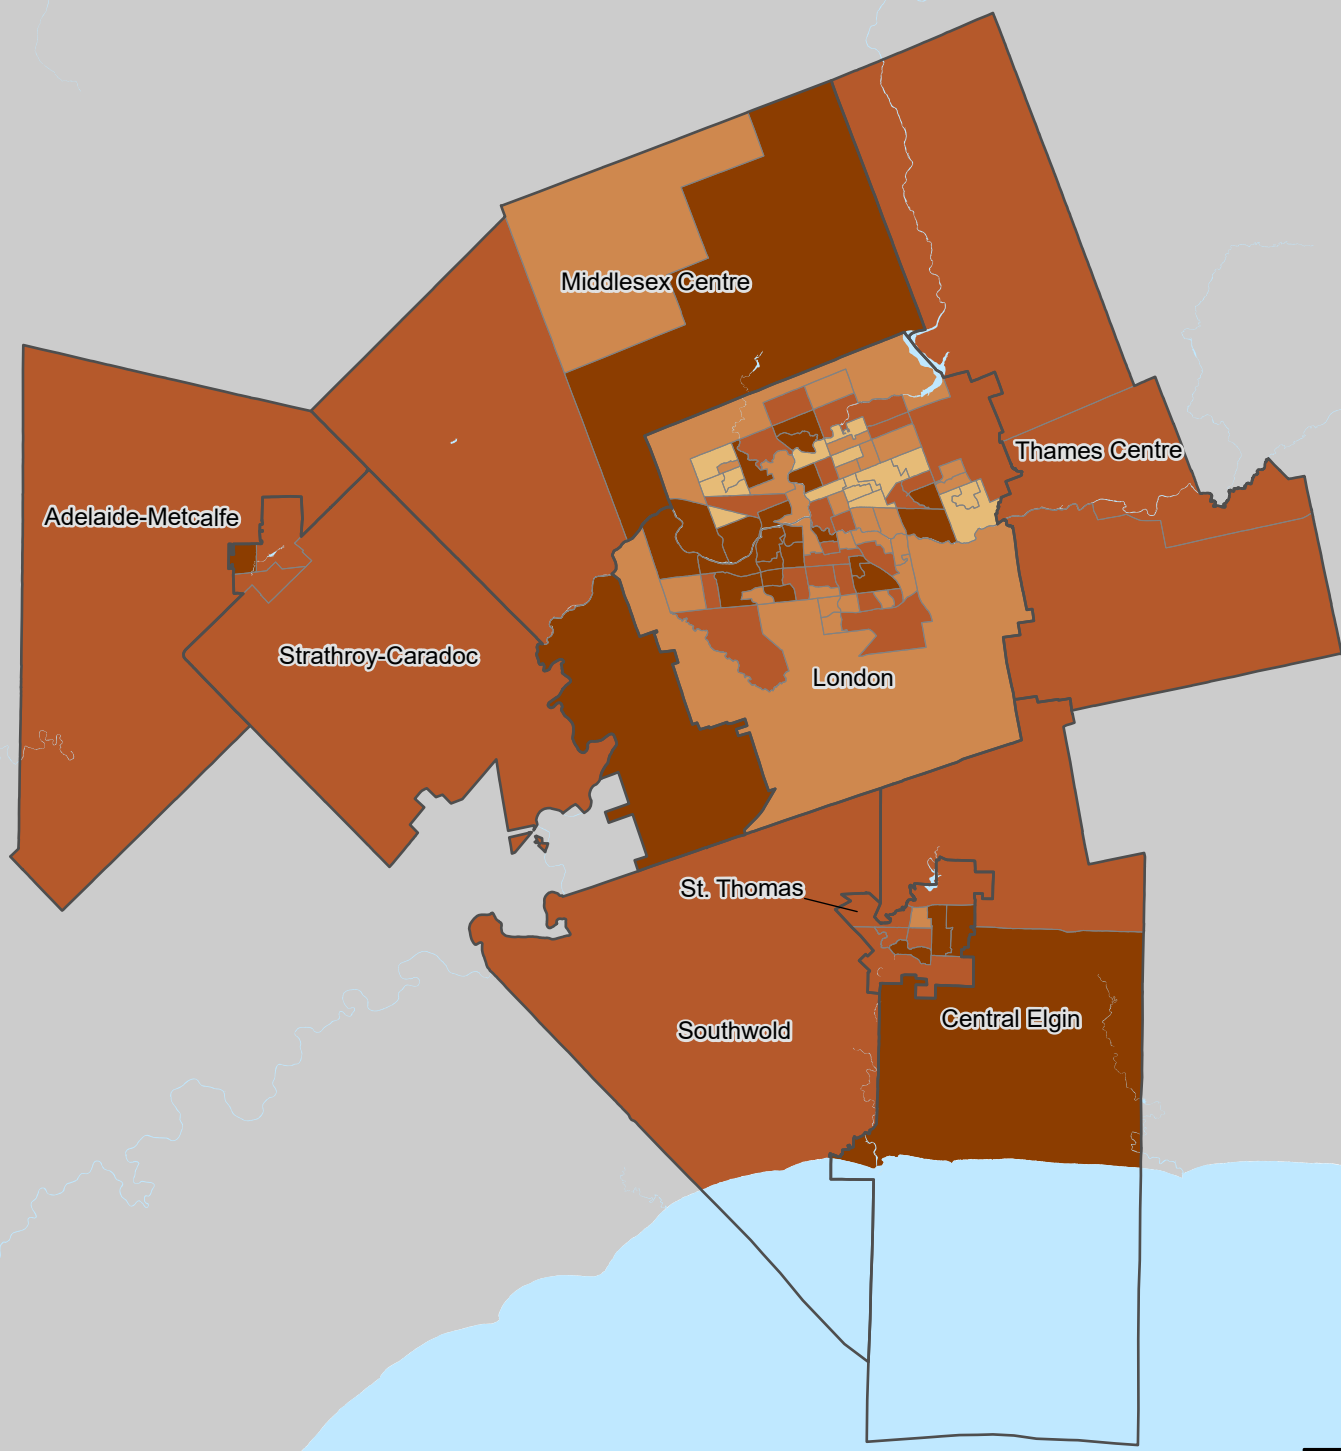 Middlesex Centre
Thames Centre
Adelaide-Metcalfe
Strathroy-Caradoc
London
St. Thomas
Central Elgin
Southwold